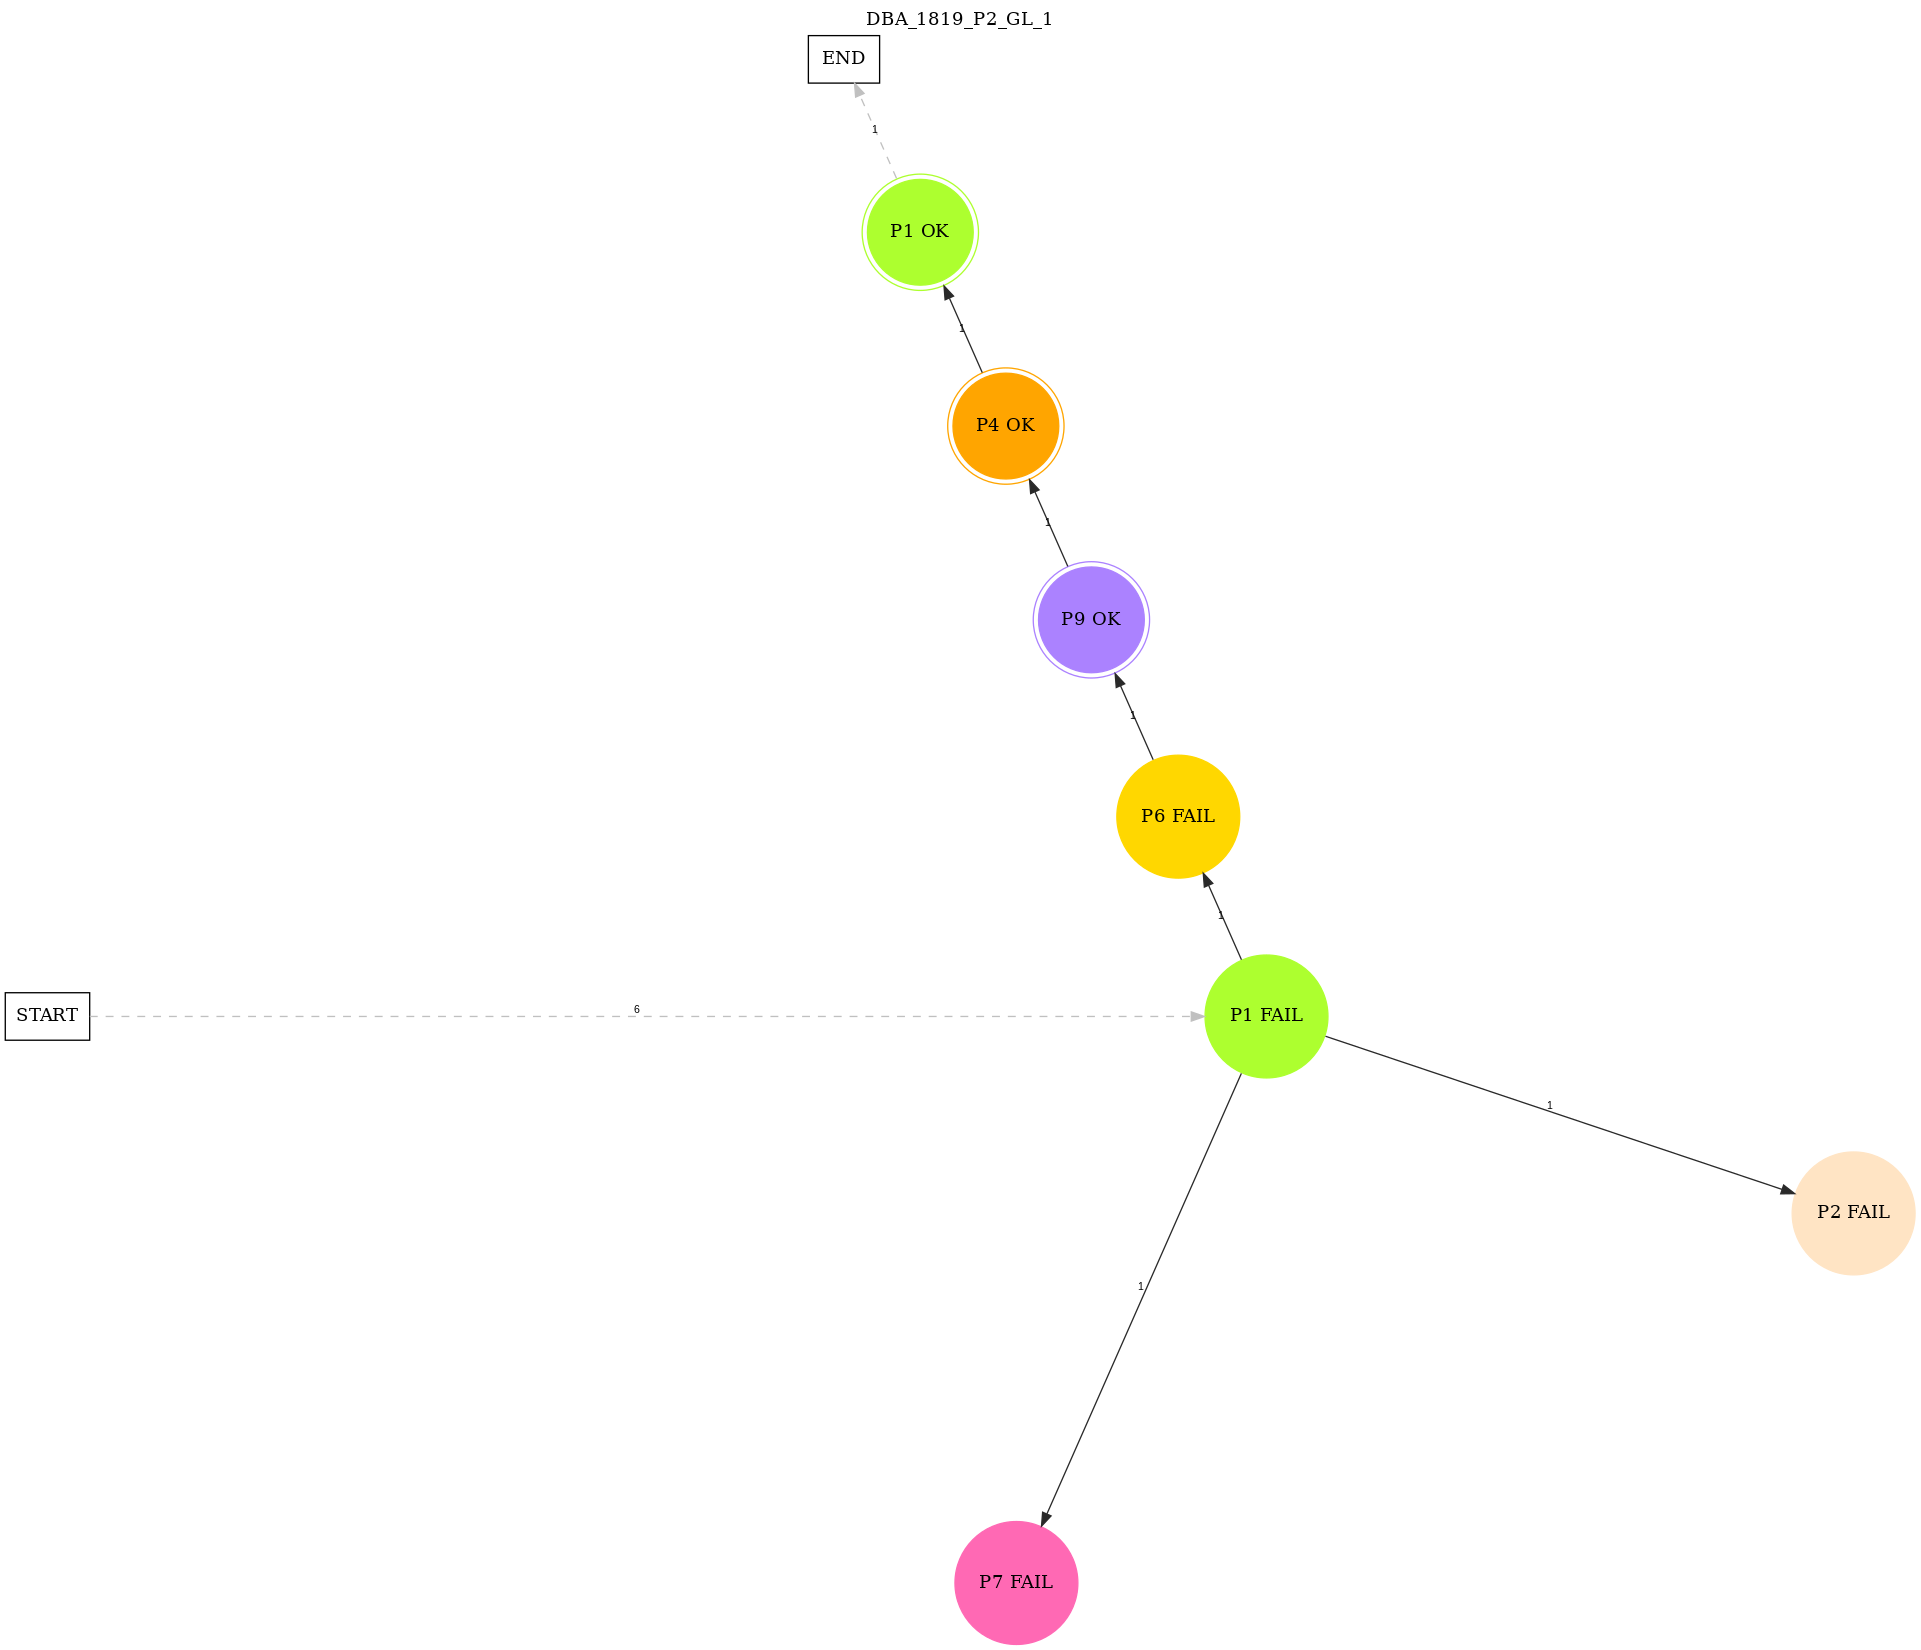 DBA_1819_P2_GL_1
END
1
P1 OK
1
P4 OK
1
P9 OK
1
P6 FAIL
1
START
6
P1 FAIL
1
P2 FAIL
1
P7 FAIL